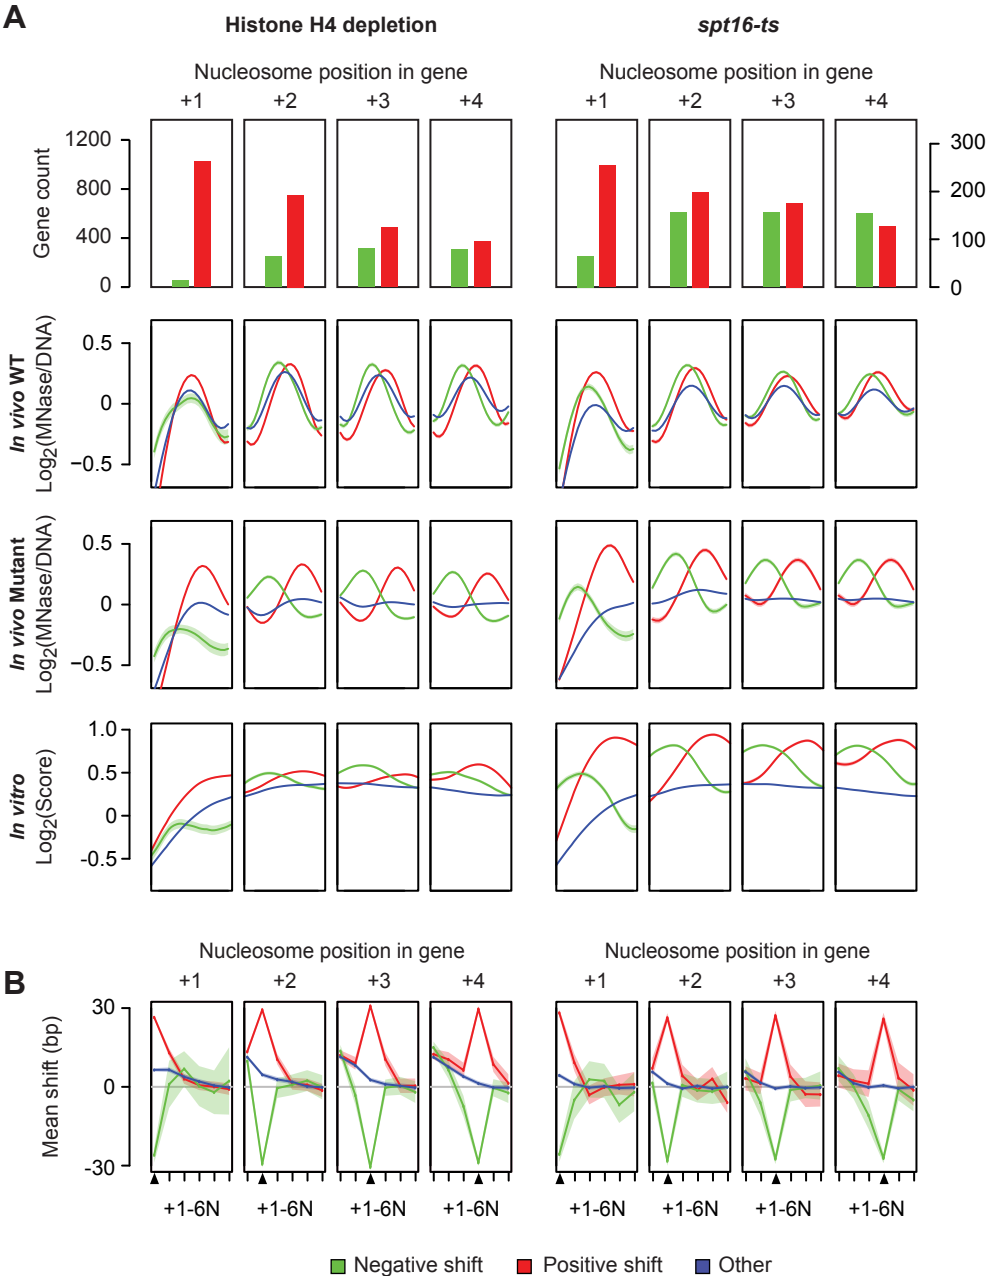 A
Histone H4 depletion
spt16-ts
Nucleosome position in gene
Nucleosome position in gene
+1 +2 +3 +4
+1 +2 +3 +4
Gene count
1200
800
400
0
300
200
100
0
In vivo WT
Log2(MNase/DNA)
0.5
0
−0.5
In vivo Mutant
Log2(MNase/DNA)
0.5
0
−0.5
In vitro
Log2(Score)
1.0
0.5
0
-0.5
B
Nucleosome position in gene
Nucleosome position in gene
+1 +2 +3 +4
+1 +2 +3 +4
Mean shift (bp)
30
0
-30
+1-6N +1-6N +1-6N +1-6N
+1-6N +1-6N +1-6N +1-6N
Negative shift Positive shift Other